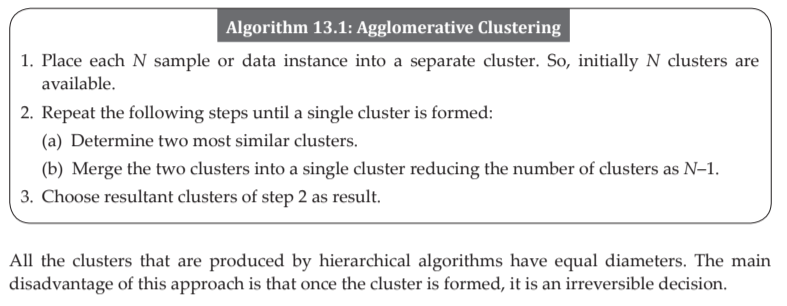 Algorithm 13.1: Agglomerative Clustering
1. Place each N sample or data instance into a separate cluster. So, initially N clusters are
available.
2. Repeat the following steps until a single cluster is formed:
(a) Determine two most similar clusters.
(b) Merge the two clusters into a single cluster reducing the number of clusters as N–1.
3. Choose resultant clusters of step 2 as result.
All the clusters that are produced by hierarchical algorithms have equal diameters. The main
disadvantage of this approach is that once the cluster is formed, it is an irreversible decision.